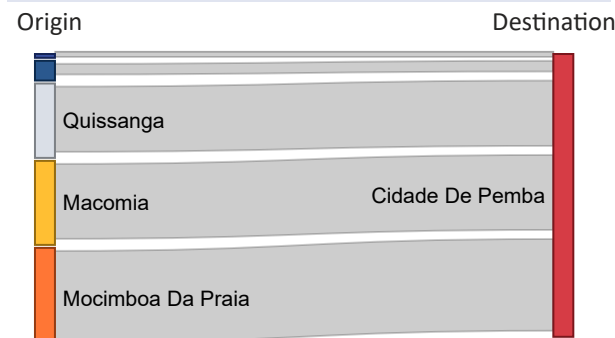 Origin Destination
Quissanga
Macomia
Cidade De Pemba
Mocimboa Da Praia